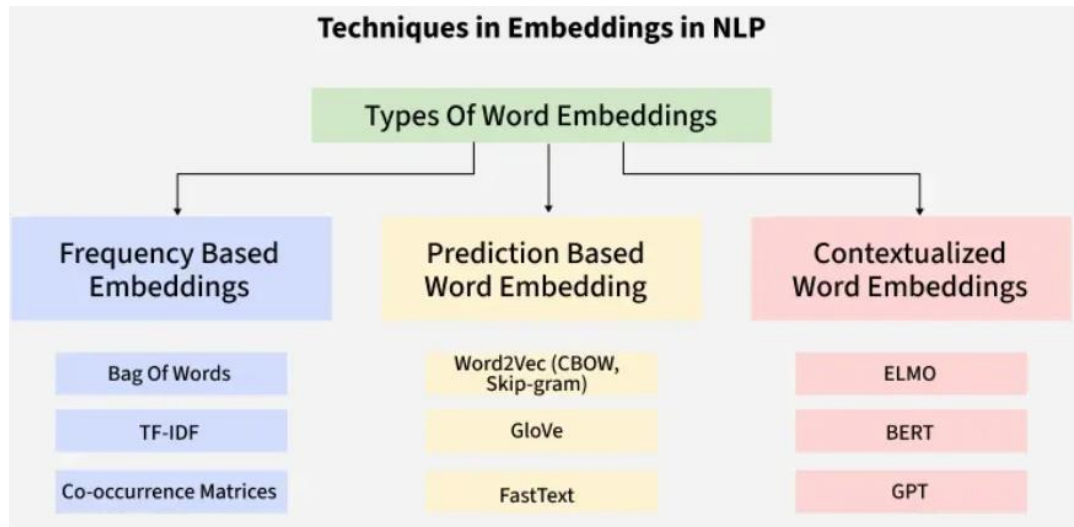 Techniques in Embeddings in NLP
Types Of Word Embeddings
Frequency Based
Embeddings
Bag Of Words
TF-IDF
Co-occurrence Matrices
Prediction Based
Word Embedding
Word2Vec (CBOW,
Skip-gram)
GloVe
FastText
Contextualized
Word Embeddings
ELMO
BERT
GPT